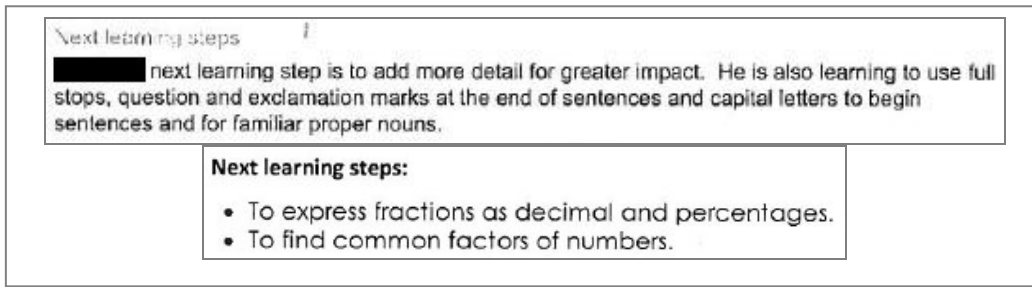 Next learning steps
next learning step is to add more detail for greater impact. He is also learning to use full
stops, question and exclamation marks at the end of sentences and capital letters to begin
sentences and for familiar proper nouns.
Next learning steps:
• To express fractions as decimal and percentages.
• To find common factors of numbers.